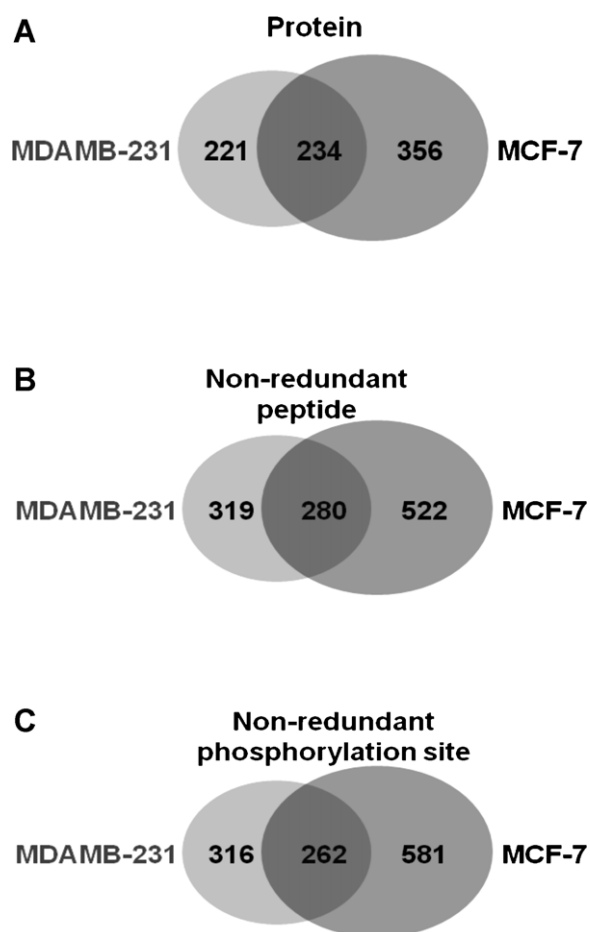 A
Protein
MDAMB-231 221 234 356 MCF-7
B
Non-redundant
peptide
MDAMB-231 319 280 522 MCF-7
C
Non-redundant
phosphorylation site
MDAMB-231 316 262 581 MCF-7